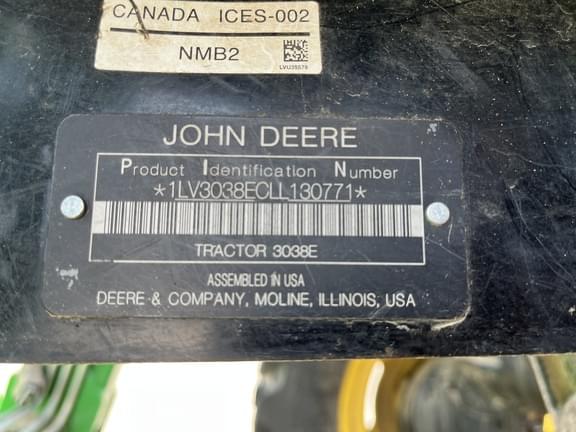 CANADA ICES-002
NMB2
JOHN DEERE
Product Identification Number
*1LV3038ECLL130771*
TRACTOR 3038E
ASSEMBLED IN USA
DEERE & COMPANY, MOLINE, ILLINOIS, USA